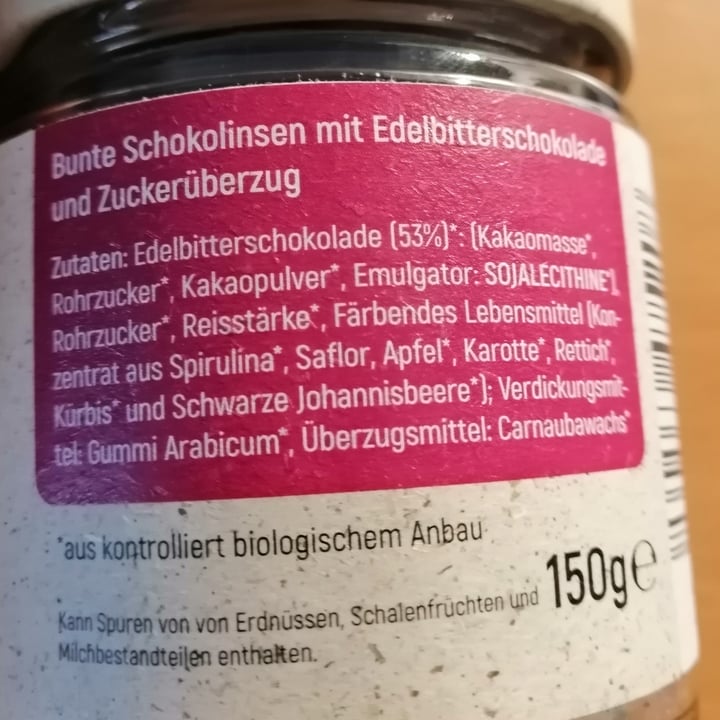 Bunte Schokolinsen mit Edelbitterschokolade
und Zuckerüberzug
Zutaten: Edelbitterschokolade (53%)*: (Kakaomasse*,
Rohrzucker*, Kakaopulver*, Emulgator: SOJALECITHINE*),
Rohrzucker*, Reisstärke*, Färbendes Lebensmittel (Kon-
zentrat aus Spirulina*, Saflor, Apfel*, Karotte*, Rettich*,
Kürbis* und Schwarze Johannisbeere*); Verdickungsmit-
tel: Gummi Arabicum*, Überzugsmittel: Carnaubawachs*
*aus kontrolliert biologischem Anbau
150g℮
Kann Spuren von von Erdnüssen, Schalenfrüchten und
Milchbestandteilen enthalten.